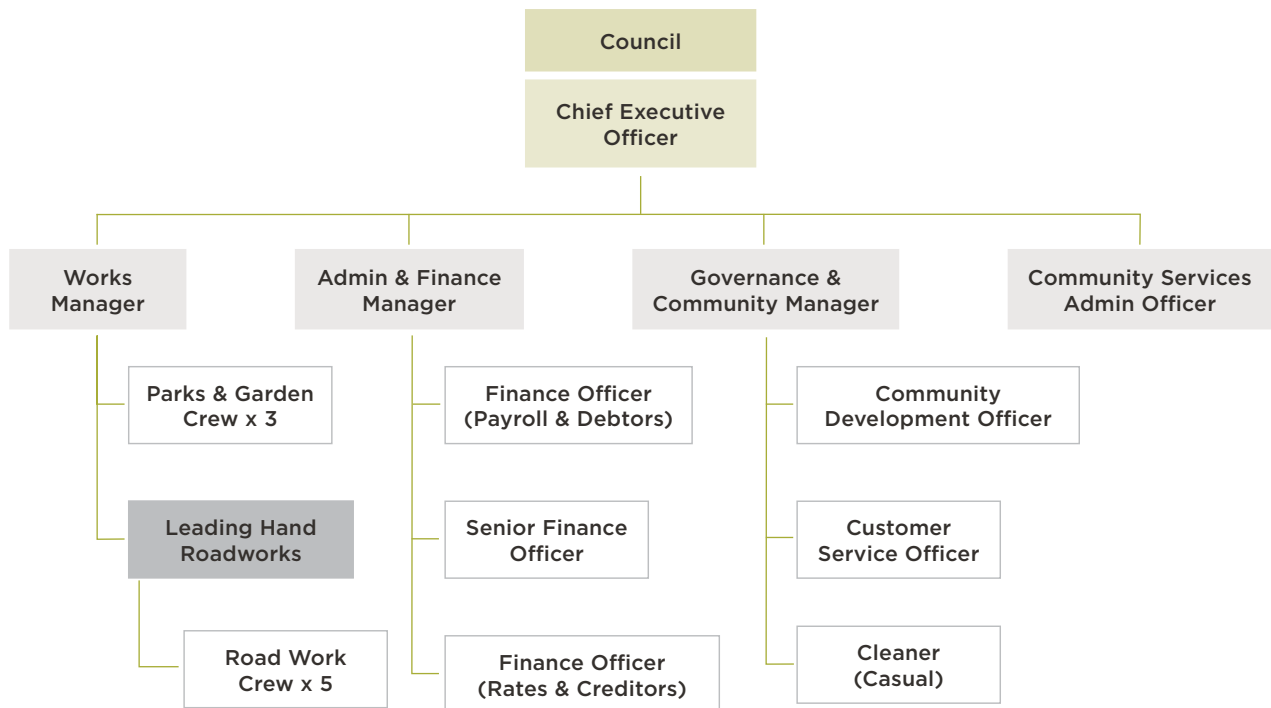 Council
Chief Executive
Officer
Works
Manager
Admin & Finance
Manager
Governance &
Community Manager
Community Services
Admin Officer
Parks & Garden
Crew x 3
Leading Hand
Roadworks
Road Work
Crew x 5
Finance Officer
(Payroll & Debtors)
Senior Finance
Officer
Finance Officer
(Rates & Creditors)
Community
Development Officer
Customer
Service Officer
Cleaner
(Casual)